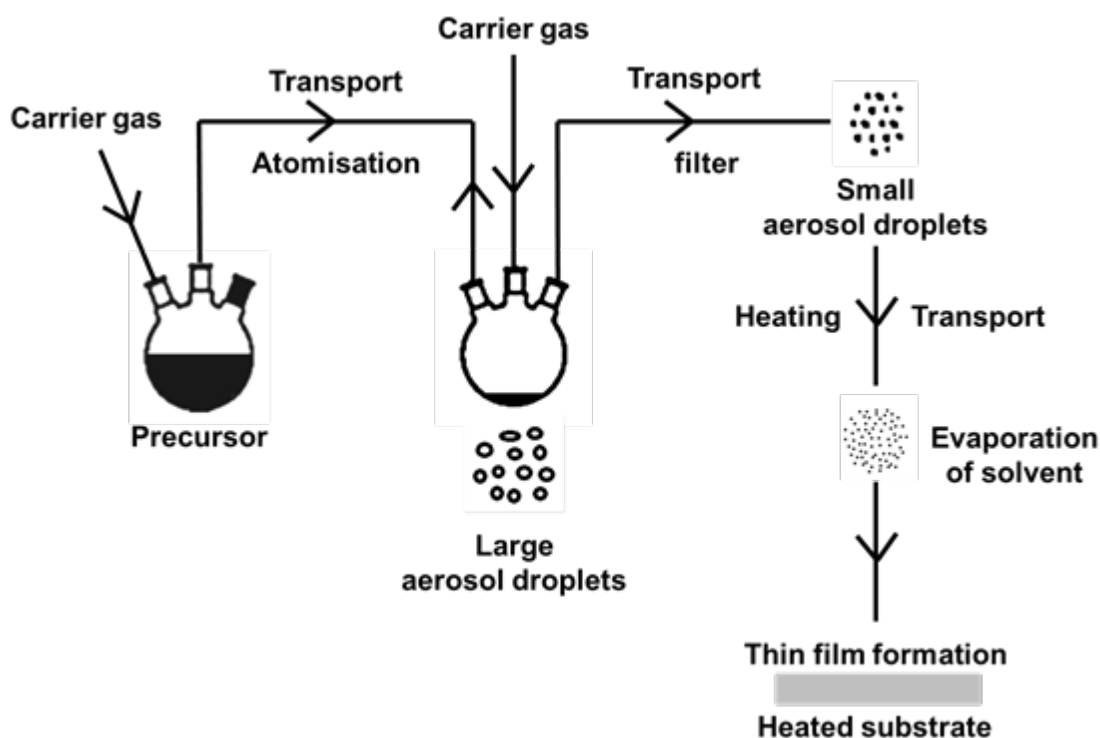 Carrier gas
Transport
Atomisation
Carrier gas
Transport
filter
Precursor
Large
aerosol droplets
Small
aerosol droplets
Heating Transport
Evaporation
of solvent
Thin film formation
Heated substrate